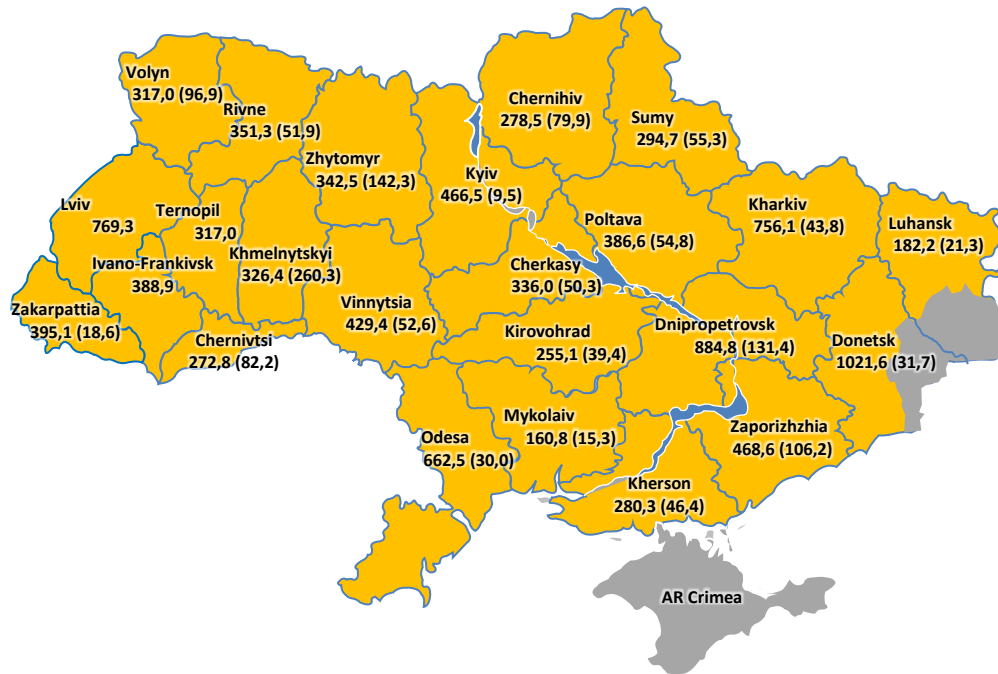 Volyn
317,0 (96,9)
Rivne
351,3 (51,9)
Zhytomyr
342,5 (142,3)
Kyiv
466,5 (9,5)
Chernihiv
278,5 (79,9)
Sumy
294,7 (55,3)
Lviv
769,3
Ternopil
317,0
Khmelnytskyi
326,4 (260,3)
Ivano-Frankivsk
388,9
Zakarpattia
395,1 (18,6)
Chernivtsi
272,8 (82,2)
Vinnytsia
429,4 (52,6)
Cherkasy
336,0 (50,3)
Poltava
386,6 (54,8)
Kharkiv
756,1 (43,8)
Luhansk
182,2 (21,3)
Kirovohrad
255,1 (39,4)
Dnipropetrovsk
884,8 (131,4)
Donetsk
1021,6 (31,7)
Odesa
662,5 (30,0)
Mykolaiv
160,8 (15,3)
Zaporizhzhia
468,6 (106,2)
Kherson
280,3 (46,4)
AR Crimea